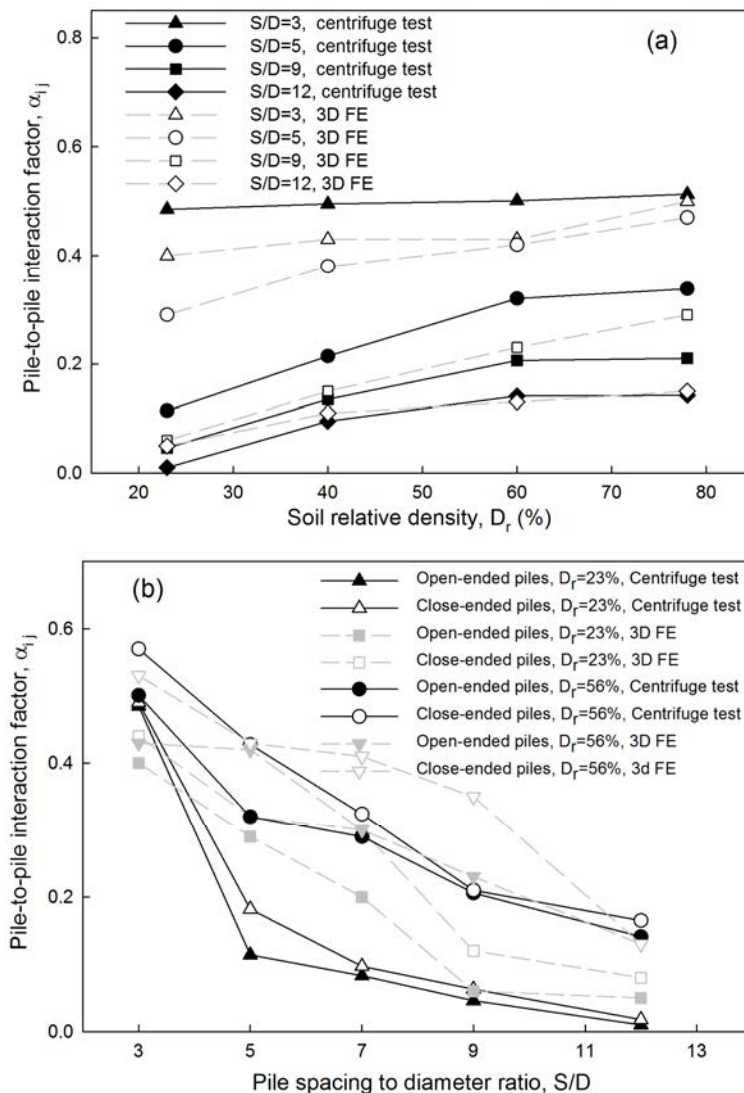 0.8
0.6
0.4
0.2
0.0
Pile-to-pile interaction factor, αij
S/D=3, centrifuge test
S/D=5, centrifuge test
S/D=9, centrifuge test
S/D=12, centrifuge test
S/D=3, 3D FE
S/D=5, 3D FE
S/D=9, 3D FE
S/D=12, 3D FE
(a)
20 30 40 50 60 70 80
Soil relative density, Dr (%)
(b)
0.6
0.4
0.2
0.0
Pile-to-pile interaction factor, αij
Open-ended piles, Dr=23%, Centrifuge test
Close-ended piles, Dr=23%, Centrifuge test
Open-ended piles, Dr=23%, 3D FE
Close-ended piles, Dr=23%, 3D FE
Open-ended piles, Dr=56%, Centrifuge test
Close-ended piles, Dr=56%, Centrifuge test
Open-ended piles, Dr=56%, 3D FE
Close-ended piles, Dr=56%, 3d FE
3 5 7 9 11 13
Pile spacing to diameter ratio, S/D